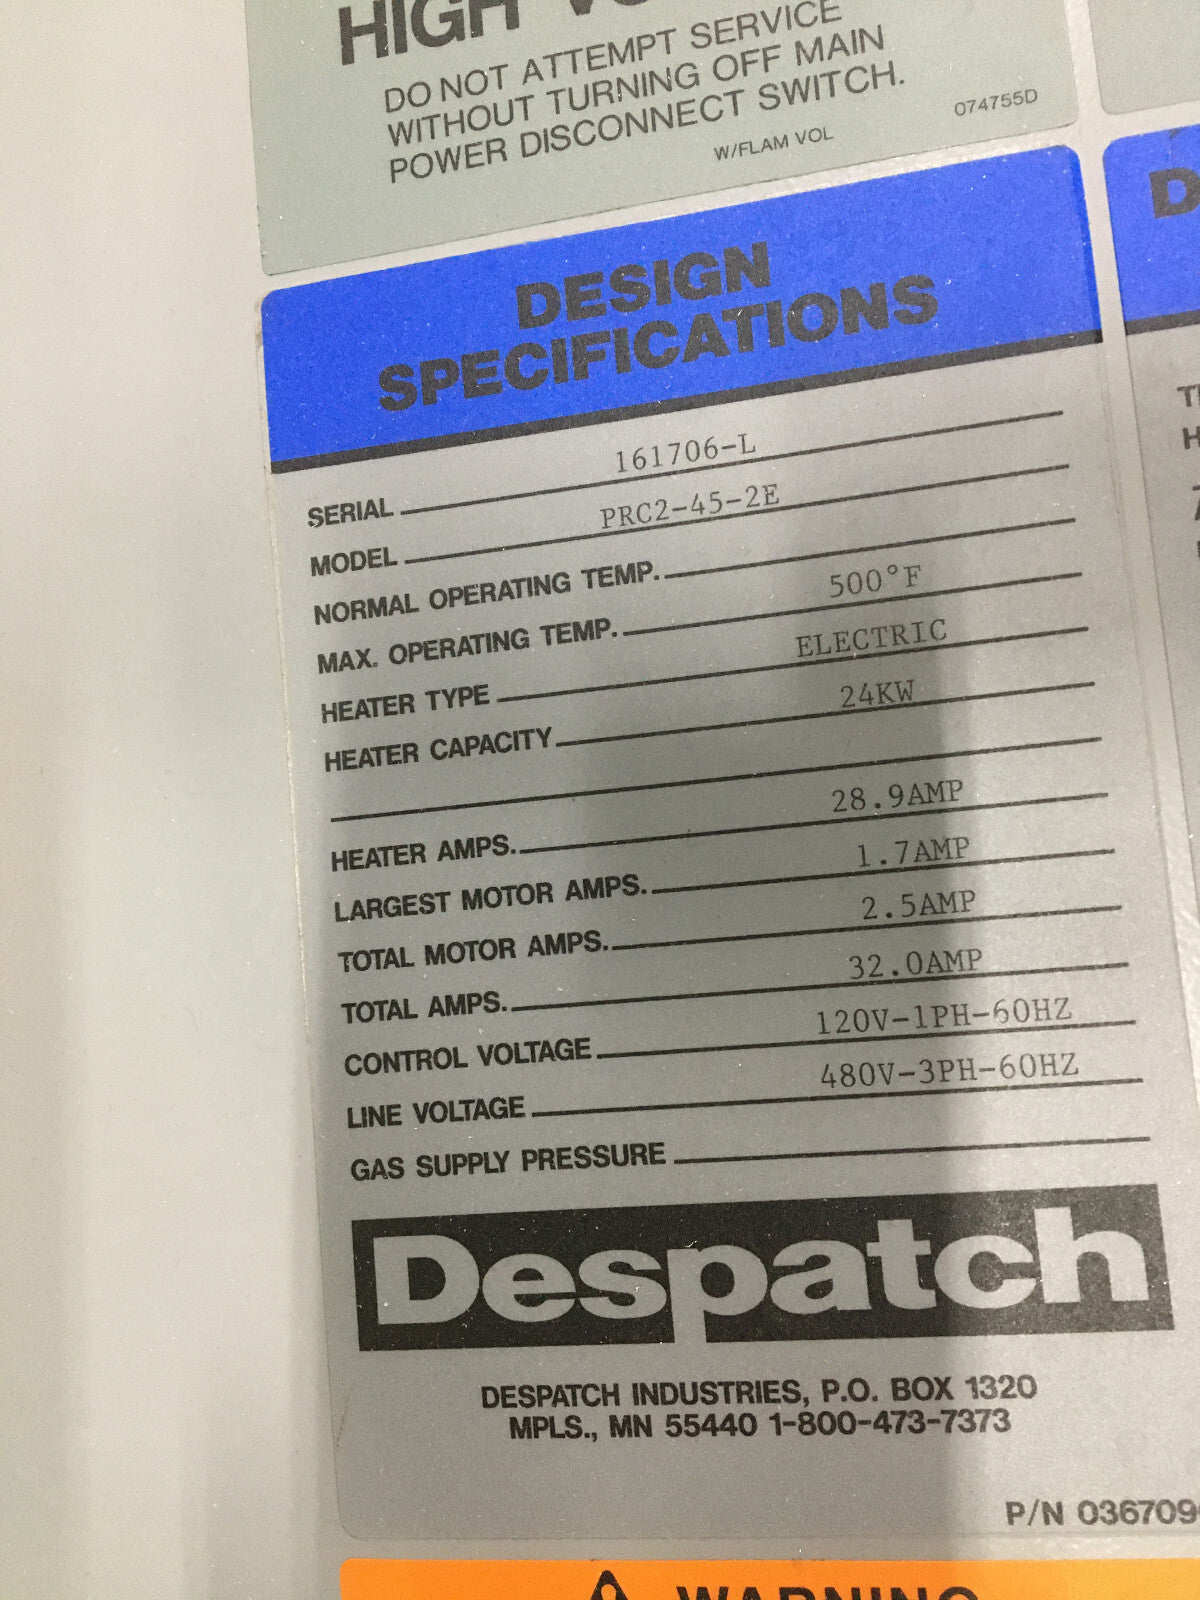 HIGH
DO NOT ATTEMPT SERVICE
WITHOUT TURNING OFF MAIN
POWER DISCONNECT SWITCH.
W/FLAM VOL
074755D
DESIGN
SPECIFICATIONS
SERIAL 161706-L
MODEL PRC2-45-2E
NORMAL OPERATING TEMP.
MAX. OPERATING TEMP. 500°F
HEATER TYPE ELECTRIC
HEATER CAPACITY 24KW
HEATER AMPS. 28.9AMP
LARGEST MOTOR AMPS. 1.7AMP
TOTAL MOTOR AMPS. 2.5AMP
TOTAL AMPS. 32.0AMP
CONTROL VOLTAGE 120V-1PH-60HZ
LINE VOLTAGE 480V-3PH-60HZ
GAS SUPPLY PRESSURE
Despatch
DESPATCH INDUSTRIES, P.O. BOX 1320
MPLS., MN 55440 1-800-473-7373
P/N 036709
WARNING